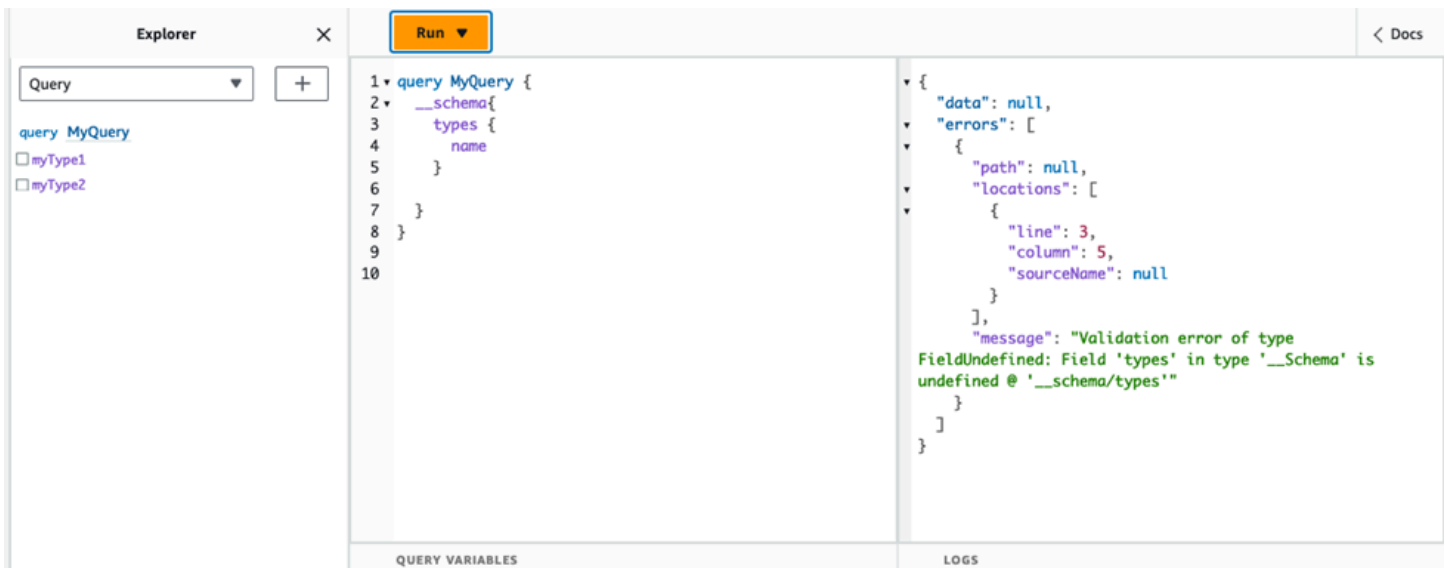 Explorer
Run
Docs
Query
query MyQuery
myType1
myType2
1 query MyQuery {
2 __schema{
3 types {
4 name
5 }
6
7 }
8 }
9
10
{
"data": null,
"errors": [
{
"path": null,
"locations": [
{
"line": 3,
"column": 5,
"sourceName": null
}
],
"message": "Validation error of type
FieldUndefined: Field 'types' in type '__Schema' is
undefined @ '__schema/types'"
}
]
}
QUERY VARIABLES
LOGS